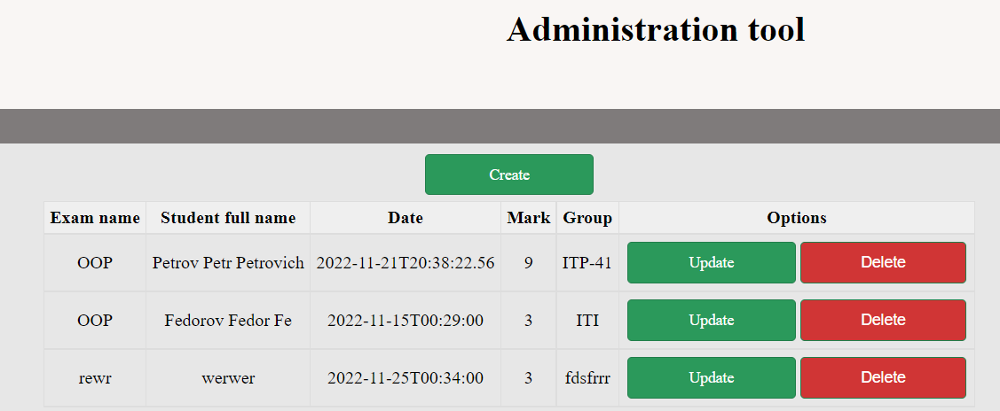 Administration tool
Create
Exam name Student full name Date Mark Group Options
OOP Petrov Petr Petrovich 2022-11-21T20:38:22.56 9 ITP-41 Update Delete
OOP Fedorov Fedor Fe 2022-11-15T00:29:00 3 ITI Update Delete
rewr werwer 2022-11-25T00:34:00 3 fdsfrrr Update Delete